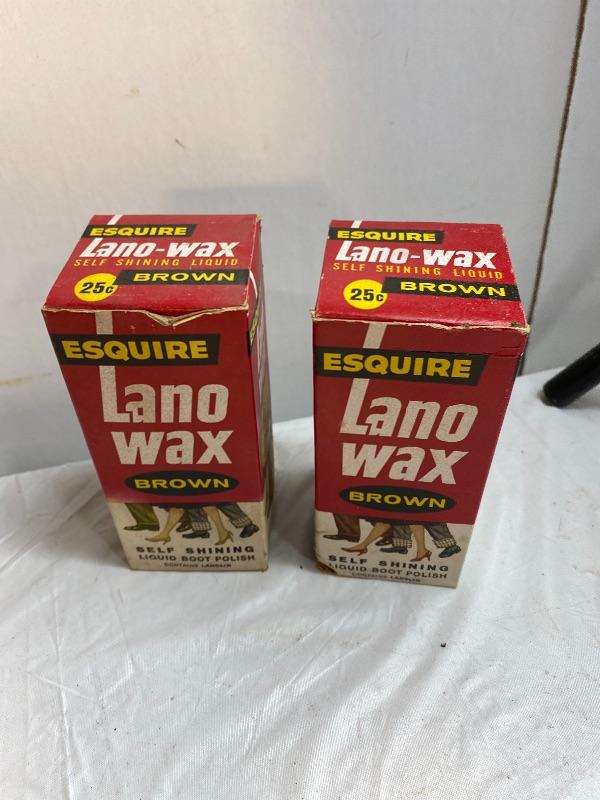 ESQUIRE
Lano-wax
SELF SHINING LIQUID
25¢ BROWN
ESQUIRE
Lano
wax
BROWN
SELF SHINING
LIQUID BOOT POLISH
CONTAINS LANOLIN
ESQUIRE
Lano-wax
SELF SHINING LIQUID
25¢ BROWN
ESQUIRE
Lano
wax
BROWN
SELF SHINING
LIQUID BOOT POLISH
CONTAINS LANOLIN